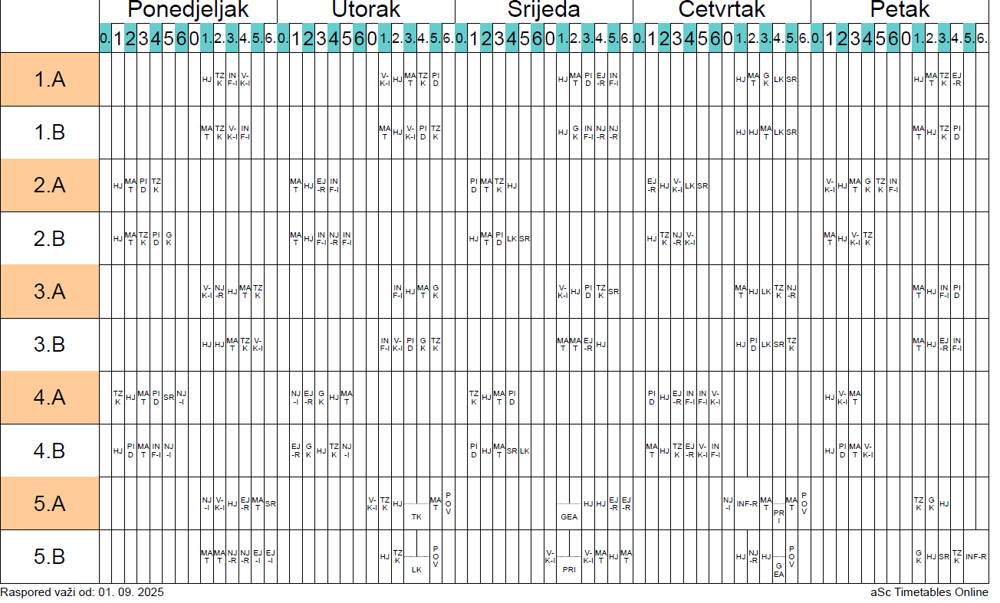 Ponedjeljak Utorak Srijeda Četvrtak Petak
0. 1 2 3 4 5 6 0 1. 2. 3. 4. 5. 6. 0. 1 2 3 4 5 6 0 1. 2. 3. 4. 5. 6. 0. 1 2 3 4 5 6 0 1. 2. 3. 4. 5. 6. 0. 1 2 3 4 5 6 0 1. 2. 3. 4. 5. 6. 0. 1 2 3 4 5 6 0 1. 2. 3. 4. 5. 6.
1.A HJ TZK INF-I V-K-I V-K-I HJ MAT TZK PID HJ MAT PID EJ-R INF-I HJ MAT GK LK SR HJ MAT TZK EJ-R
1.B MAT TZK V-K-I INF-I MAT HJ V-K-I PID TZK HJ GK INF-I NJ-R NJ-R HJ HJ MAT LK SR MAT HJ TZK PID
2.A HJ MAT PID TZK MAT HJ EJ-R INF-I PID MAT TZK HJ EJ-R HJ V-K-I LK SR V-K-I HJ MAT GK TZK INF-I
2.B HJ MAT TZK PID GK MAT HJ INF-I NJ-R INF-I HJ MAT PID LK SR HJ TZK NJ-R V-K-I MAT HJ V-K-I TZK
3.A V-K-I NJ-R HJ MAT TZK INF-I HJ MAT GK V-K-I HJ PID TZK SR MAT HJ LK TZK NJ-R MAT HJ INF-I PID
3.B HJ HJ MAT TZK V-K-I INF-I V-K-I PID GK TZK MAT MAT EJ-R HJ HJ PID LK SR TZK MAT HJ EJ-R INF-I
4.A TZK HJ MAT PID SR NJ-I NJ-I EJ-R GK HJ MAT TZK HJ MAT PID PID HJ EJ-R INF-I INF-I V-K-I HJ V-K-I MAT
4.B HJ PID MAT INF-I NJ-I EJ-R GK HJ TZK NJ-I PID HJ MAT SR LK MAT HJ TZK EJ-R V-K-I INF-I HJ PID MAT V-K-I
5.A NJ-I V-K-I HJ EJ-R MAT SR V-K-I TZK HJ TK MAT POV GEA HJ HJ EJ-R EJ-R NJ-I INF-R MAT PRI MAT POV TZK GK HJ
5.B MAT MAT NJ-R NJ-R EJ-I EJ-I HJ TZK LK POV V-K-I PRI V-K-I MAT HJ MAT HJ NJ-R HJ GEA POV GK HJ SR TZK INF-R
Raspored važi od: 01. 09. 2025 aSc Timetables Online